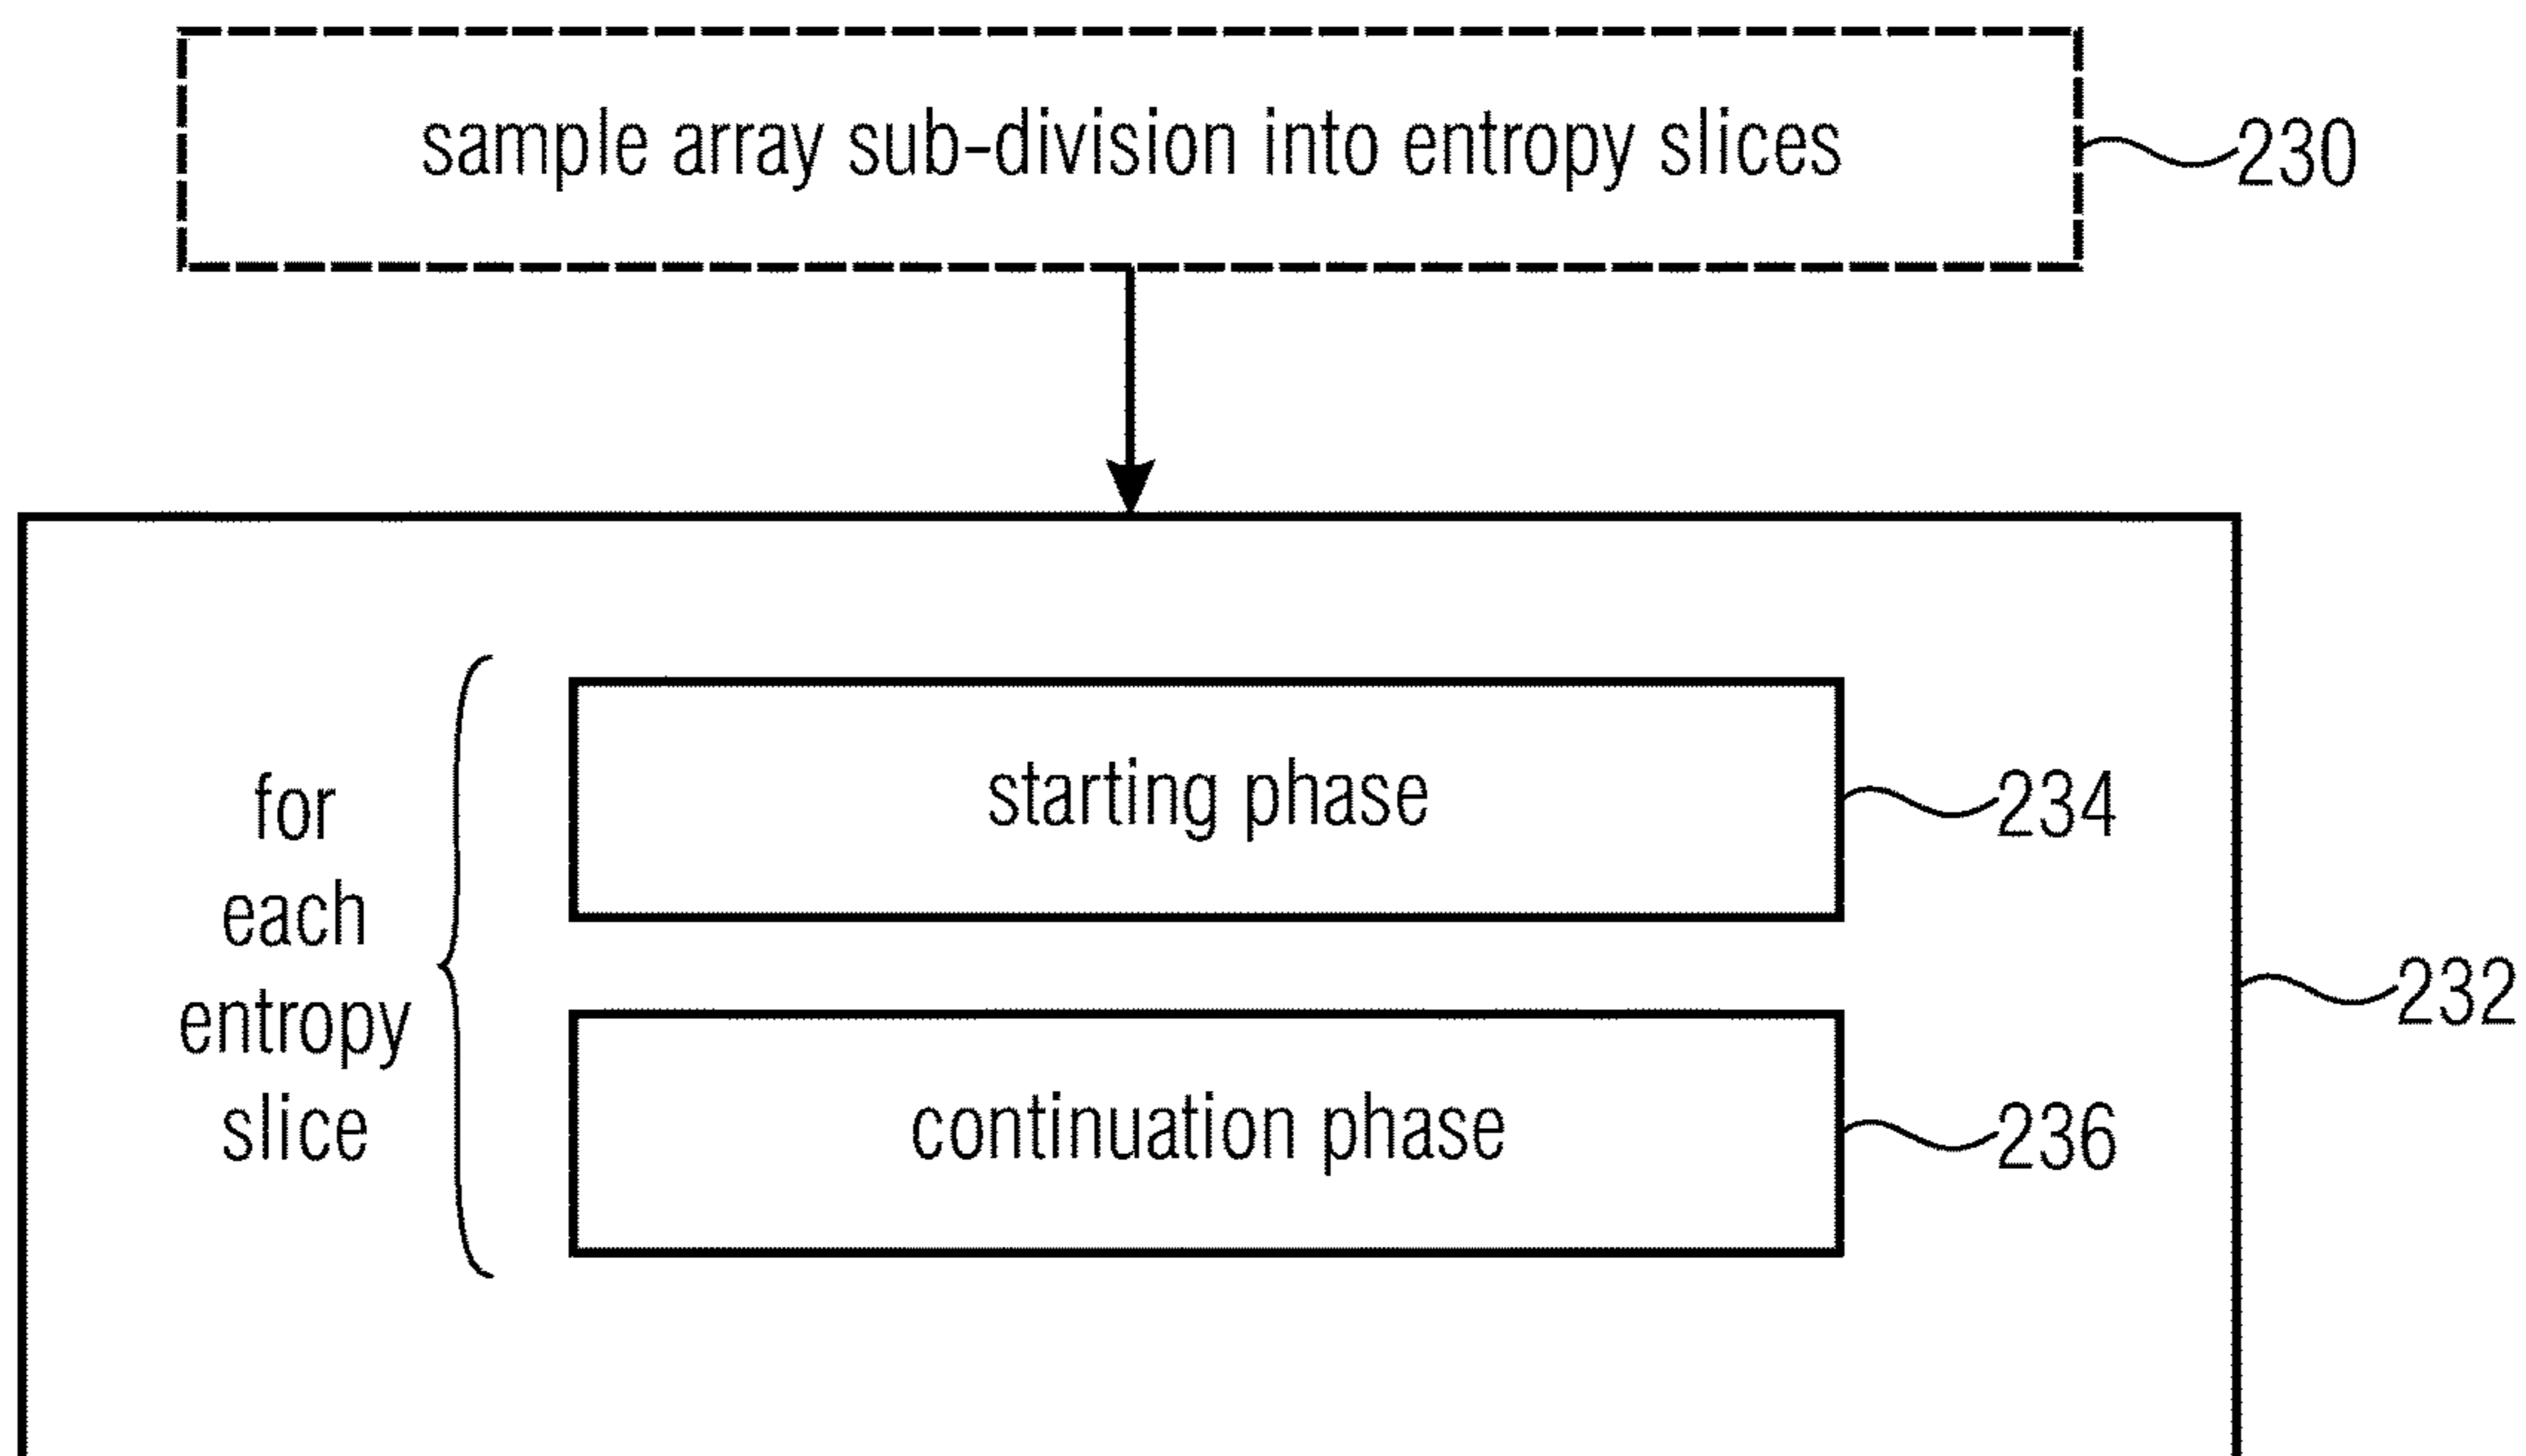 sample array sub-division into entropy slices
230
for
each
entropy
slice
starting phase
234
continuation phase
236
232